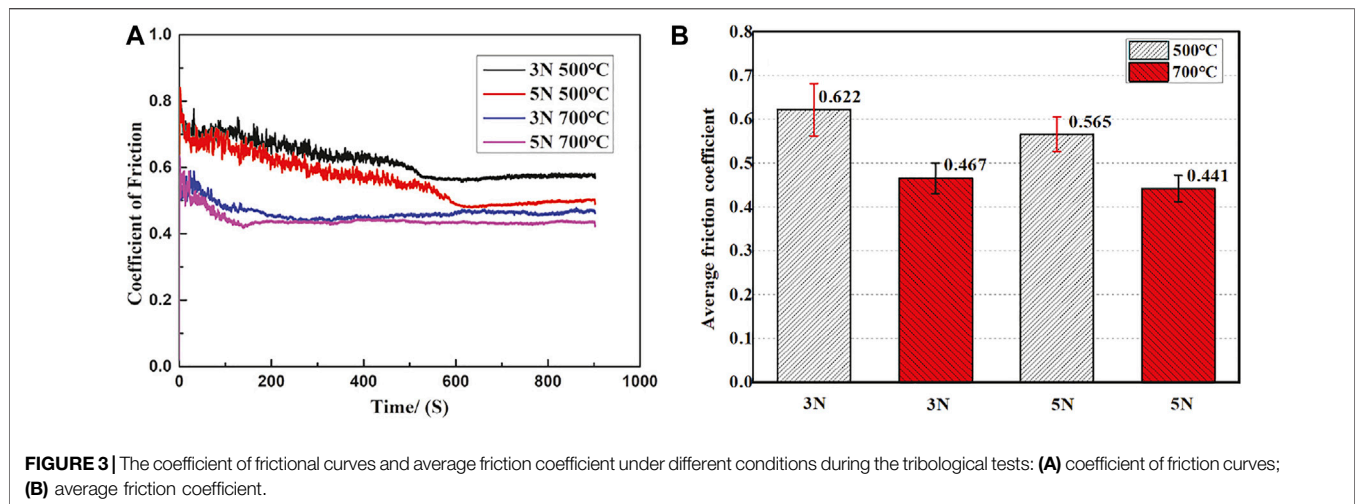 A
1.0
0.8
0.6
0.4
0.2
0.0
Coefficient of Friction
3N 500°C
5N 500°C
3N 700°C
5N 700°C
0
200
400
600
800
1000
Time/ (S)
B
0.8
0.7
0.6
0.5
0.4
0.3
0.2
0.1
0.0
Average friction coefficient
500°C
700°C
0.622
0.467
0.565
0.441
3N
3N
5N
5N
FIGURE 3 | The coefficient of frictional curves and average friction coefficient under different conditions during the tribological tests: (A) coefficient of friction curves;
(B) average friction coefficient.